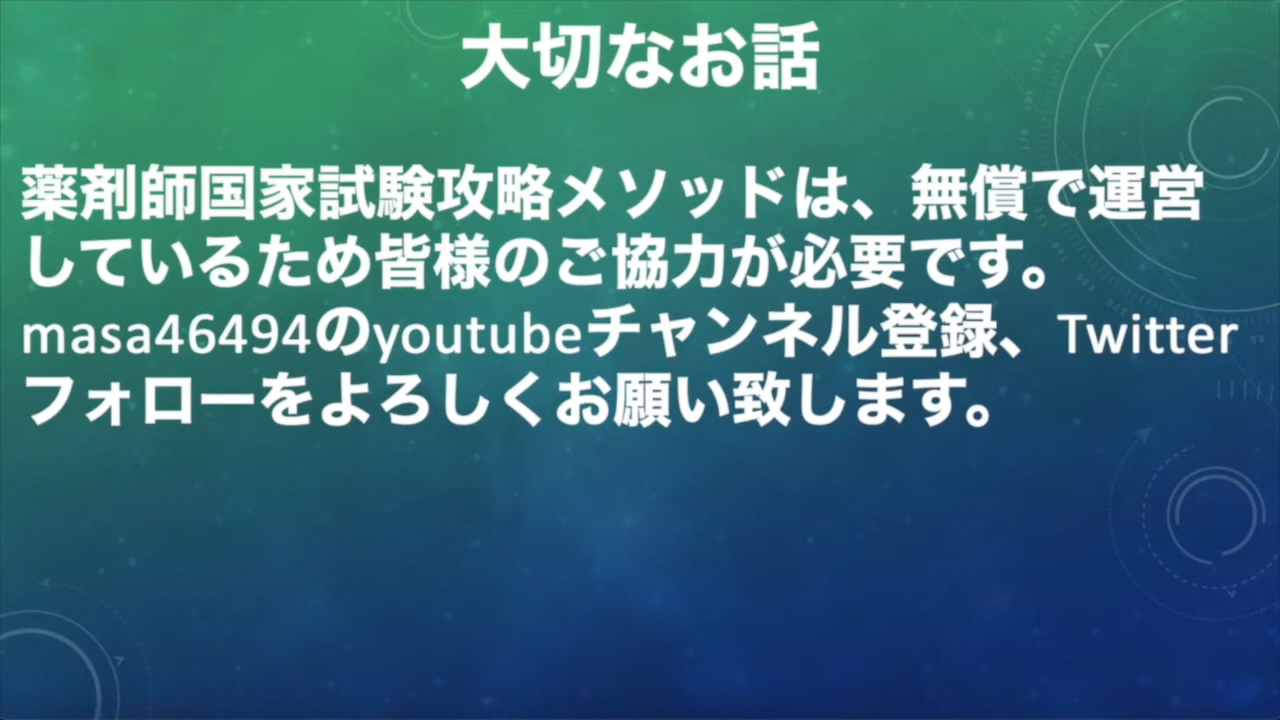 大切なお話
薬剤師国家試験攻略メソッドは、無償で運営
しているため皆様のご協力が必要です。
masa46494のyoutubeチャンネル登録、Twitter
フォローをよろしくお願い致します。